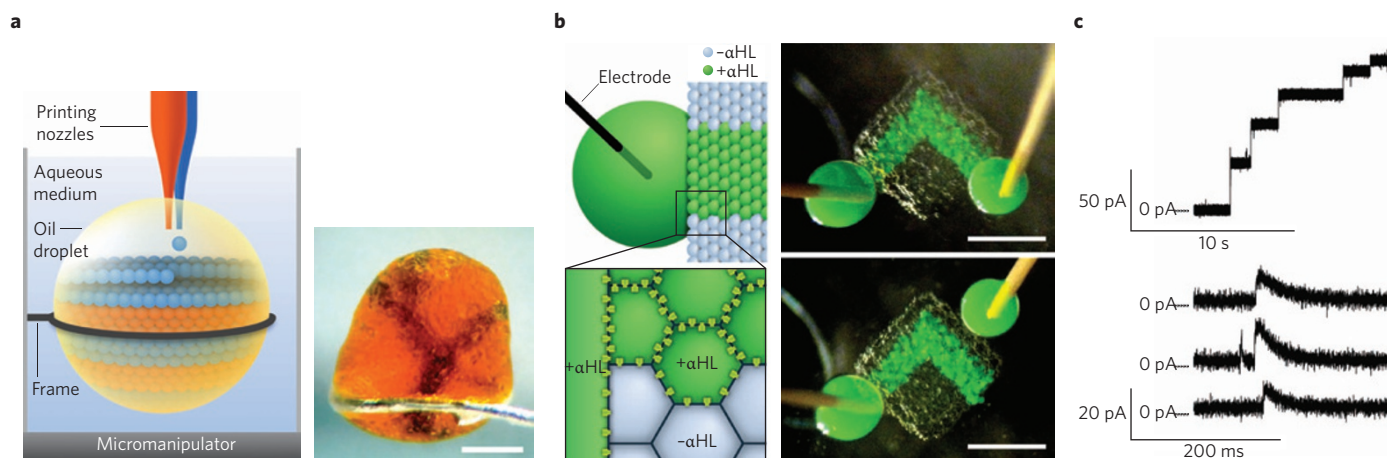 a
Printing
nozzles
Aqueous
medium
Oil
droplet
Frame
Micromanipulator
b
–αHL
+αHL
Electrode
+αHL
+αHL
–αHL
c
50 pA
0 pA
10 s
0 pA
0 pA
20 pA
0 pA
200 ms